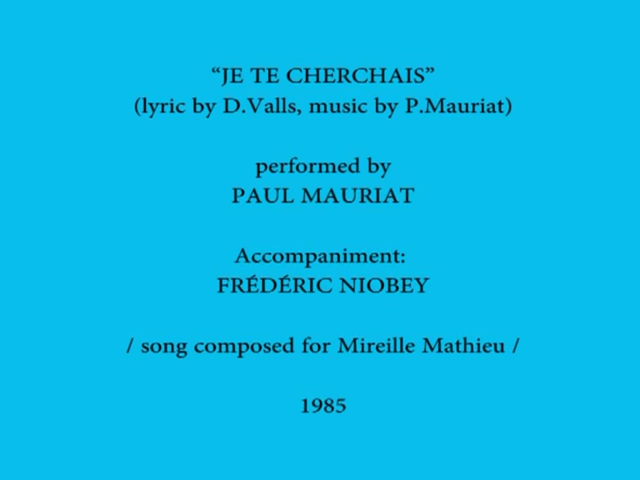 “JE TE CHERCHAIS”
(lyric by D.Valls, music by P.Mauriat)
performed by
PAUL MAURIAT
Accompaniment:
FRÉDÉRIC NIOBEY
/ song composed for Mireille Mathieu /
1985